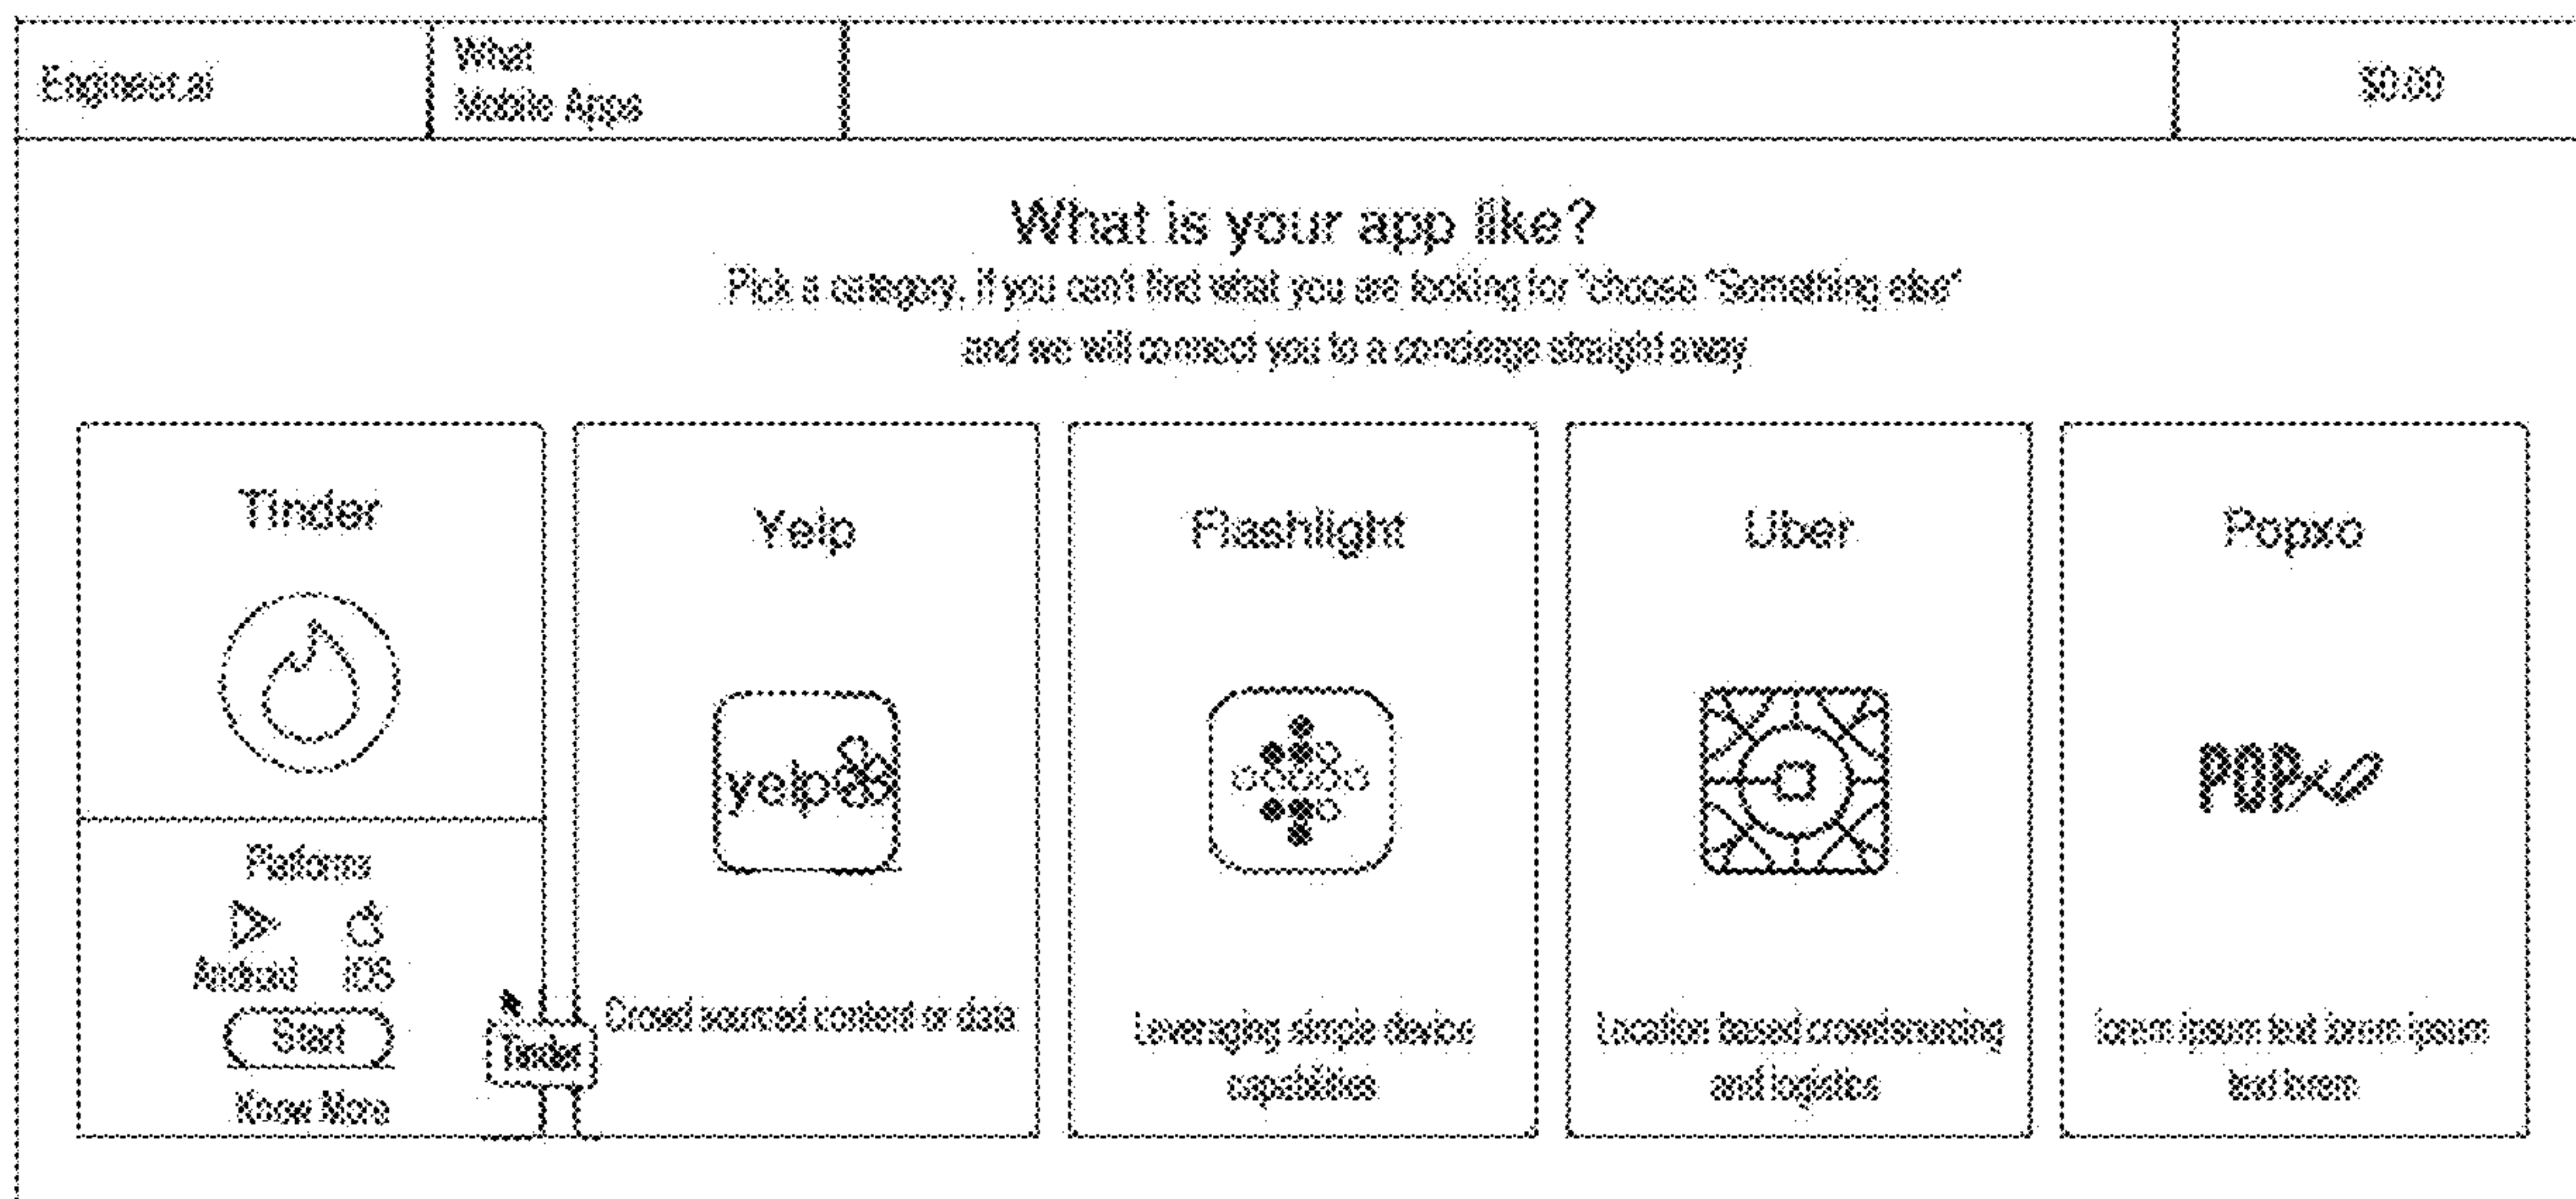 Engineer.ai
What
Mobile Apps
$0.00
What is your app like?
Pick a category, if you can't find what you are looking for "choose "Something else"
and we will connect you to a concierge straight away
Tinder
Platforms
Android iOS
Start
Know More
Tinder
Yelp
yelp
Crowd sourced content or data
Flashlight
Leveraging simple device
capabilities
Uber
Location based crowdsourcing
and logistics
Popxo
POPxo
lorem ipsum text lorem ipsum
text lorem